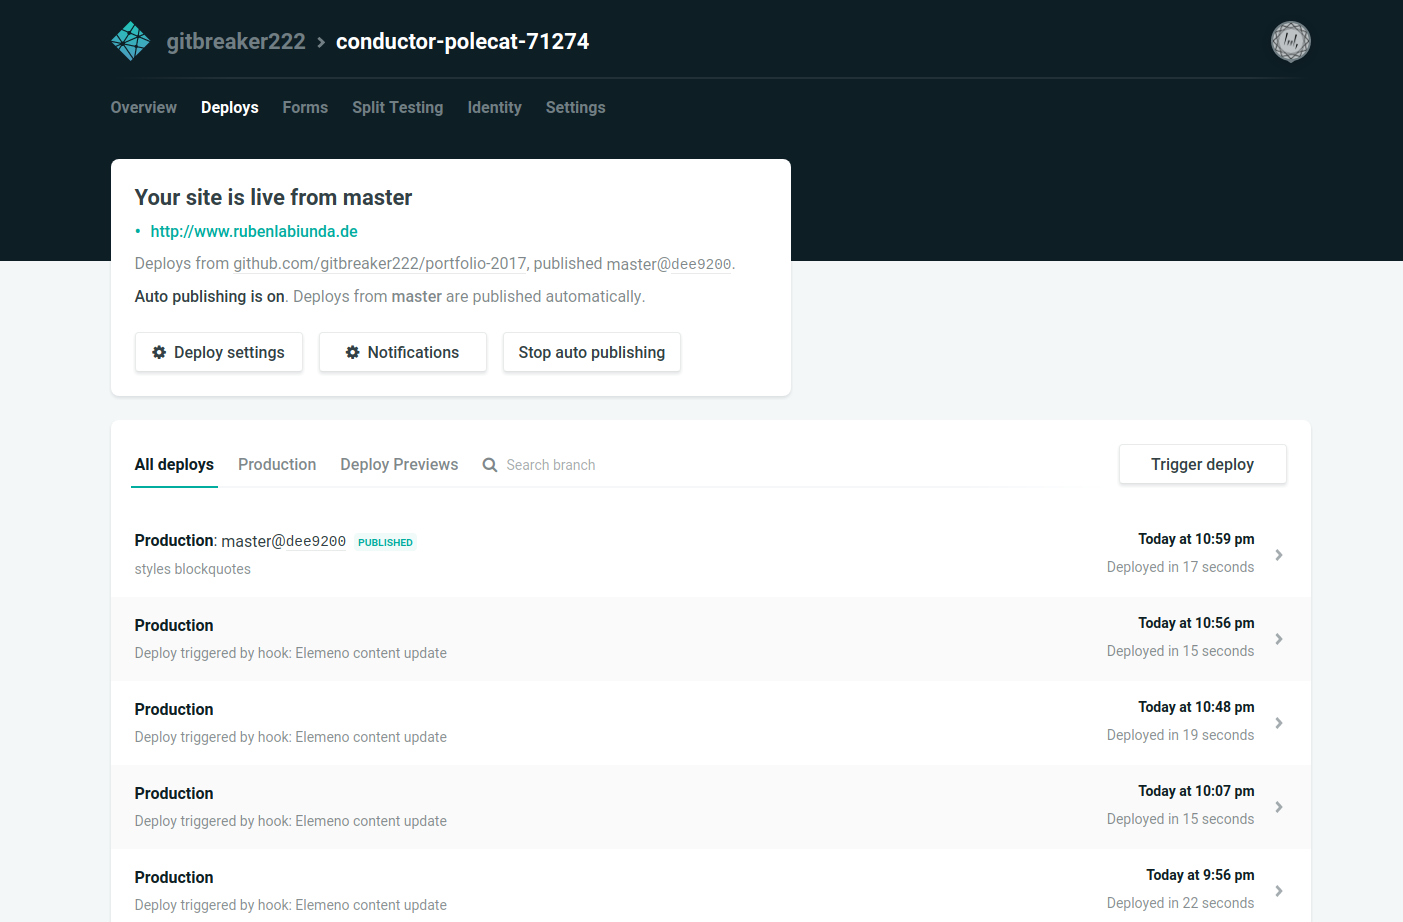 gitbreaker222 > conductor-polecat-71274
Overview Deploys Forms Split Testing Identity Settings
Your site is live from master
• http://www.rubenlabiunda.de
Deploys from github.com/gitbreaker222/portfolio-2017, published master@dee9200.
Auto publishing is on. Deploys from master are published automatically.
Deploy settings Notifications Stop auto publishing
All deploys Production Deploy Previews Search branch Trigger deploy
Production: master@dee9200 PUBLISHED Today at 10:59 pm
styles blockquotes Deployed in 17 seconds
Production Today at 10:56 pm
Deploy triggered by hook: Elemeno content update Deployed in 15 seconds
Production Today at 10:48 pm
Deploy triggered by hook: Elemeno content update Deployed in 19 seconds
Production Today at 10:07 pm
Deploy triggered by hook: Elemeno content update Deployed in 15 seconds
Production Today at 9:56 pm
Deploy triggered by hook: Elemeno content update Deployed in 22 seconds